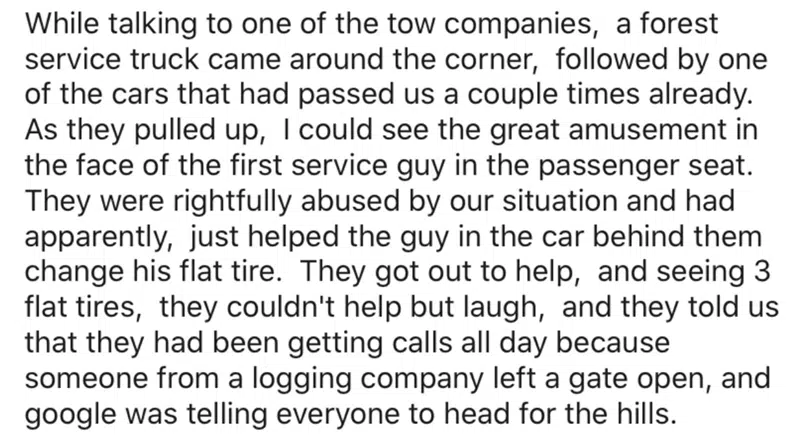 While talking to one of the tow companies,  a forest
service truck came around the corner,  followed by one
of the cars that had passed us a couple times already.
As they pulled up,  I could see the great amusement in
the face of the first service guy in the passenger seat.
They were rightfully abused by our situation and had
apparently,  just helped the guy in the car behind them
change his flat tire.  They got out to help,  and seeing 3
flat tires,  they couldn't help but laugh,  and they told us
that they had been getting calls all day because
someone from a logging company left a gate open, and
google was telling everyone to head for the hills.